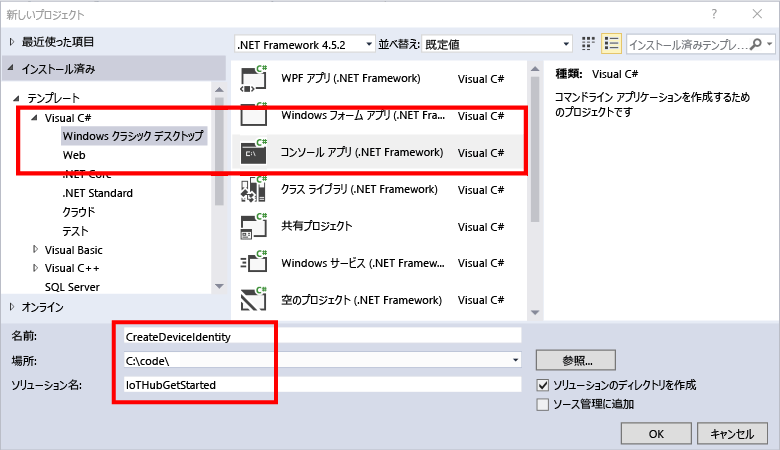 新しいプロジェクト
? ×
最近使った項目
.NET Framework 4.5.2
並べ替え: 既定値
インストール済みテンプレ...
インストール済み
テンプレート
Visual C#
Windows クラシック デスクトップ
Web
.NET Core
.NET Standard
クラウド
テスト
Visual Basic
Visual C++
SQL Server
オンライン
WPF アプリ (.NET Framework) Visual C#
Windows フォーム アプリ (.NET Fra... Visual C#
コンソール アプリ (.NET Framework) Visual C#
クラス ライブラリ (.NET Framework) Visual C#
共有プロジェクト Visual C#
Windows サービス (.NET Framew... Visual C#
空のプロジェクト (.NET Framework) Visual C#
種類: Visual C#
コマンドライン アプリケーションを作成するため
のプロジェクトです
名前: CreateDeviceIdentity
場所: C:\code\
参照...
ソリューション名: IoTHubGetStarted
ソリューションのディレクトリを作成
ソース管理に追加
OK
キャンセル